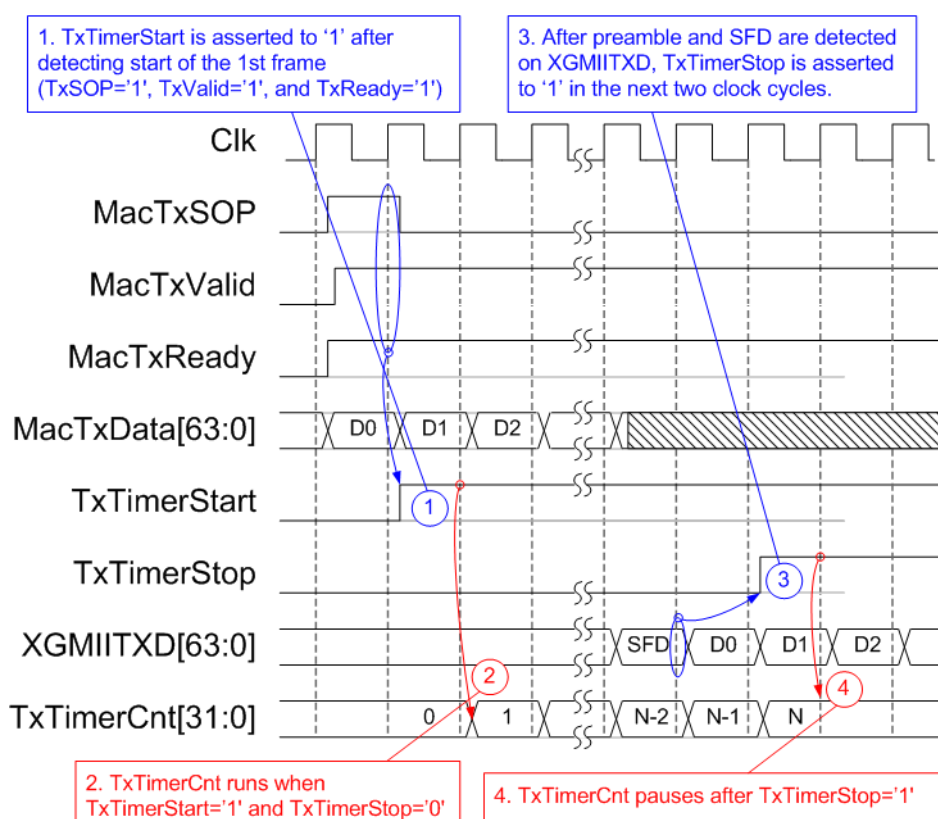 1. TxTimerStart is asserted to ‘1’ after
detecting start of the 1st frame
(TxSOP='1', TxValid='1', and TxReady='1')
3. After preamble and SFD are detected
on XGMIITXD, TxTimerStop is asserted
to ‘1’ in the next two clock cycles.
Clk
MacTxSOP
MacTxValid
MacTxReady
MacTxData[63:0] D0 D1 D2
TxTimerStart 1
TxTimerStop 3
XGMIITXD[63:0] SFD D0 D1 D2
2 4
TxTimerCnt[31:0] 0 1 N-2 N-1 N
2. TxTimerCnt runs when
TxTimerStart=’1' and TxTimerStop=’0'
4. TxTimerCnt pauses after TxTimerStop=’1'